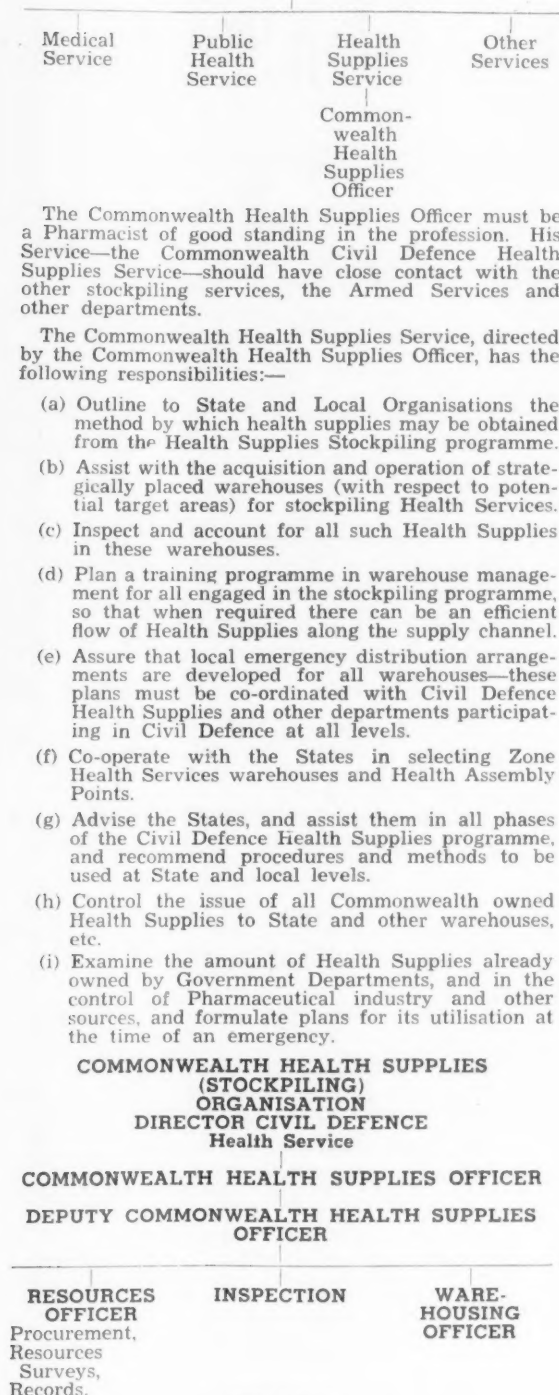 Medical Service
Public Health Service
Health Supplies Service
Other Services
Common-
wealth
Health
Supplies
Officer
The Commonwealth Health Supplies Officer must be
a Pharmacist of good standing in the profession. His
Service—the Commonwealth Civil Defence Health
Supplies Service—should have close contact with the
other stockpiling services, the Armed Services and
other departments.
The Commonwealth Health Supplies Service, directed
by the Commonwealth Health Supplies Officer, has the
following responsibilities:—
(a) Outline to State and Local Organisations the
method by which health supplies may be obtained
from the Health Supplies Stockpiling programme.
(b) Assist with the acquisition and operation of strate-
gically placed warehouses (with respect to poten-
tial target areas) for stockpiling Health Services.
(c) Inspect and account for all such Health Supplies
in these warehouses.
(d) Plan a training programme in warehouse manage-
ment for all engaged in the stockpiling programme,
so that when required there can be an efficient
flow of Health Supplies along the supply channel.
(e) Assure that local emergency distribution arrange-
ments are developed for all warehouses—these
plans must be co-ordinated with Civil Defence
Health Supplies and other departments participat-
ing in Civil Defence at all levels.
(f) Co-operate with the States in selecting Zone
Health Services warehouses and Health Assembly
Points.
(g) Advise the States, and assist them in all phases
of the Civil Defence Health Supplies programme,
and recommend procedures and methods to be
used at State and local levels.
(h) Control the issue of all Commonwealth owned
Health Supplies to State and other warehouses,
etc.
(i) Examine the amount of Health Supplies already
owned by Government Departments, and in the
control of Pharmaceutical industry and other
sources, and formulate plans for its utilisation at
the time of an emergency.
COMMONWEALTH HEALTH SUPPLIES
(STOCKPILING)
ORGANISATION
DIRECTOR CIVIL DEFENCE
Health Service
COMMONWEALTH HEALTH SUPPLIES OFFICER
DEPUTY COMMONWEALTH HEALTH SUPPLIES
OFFICER
RESOURCES
OFFICER
Procurement,
Resources
Surveys,
Records.
INSPECTION
WARE-
HOUSING
OFFICER